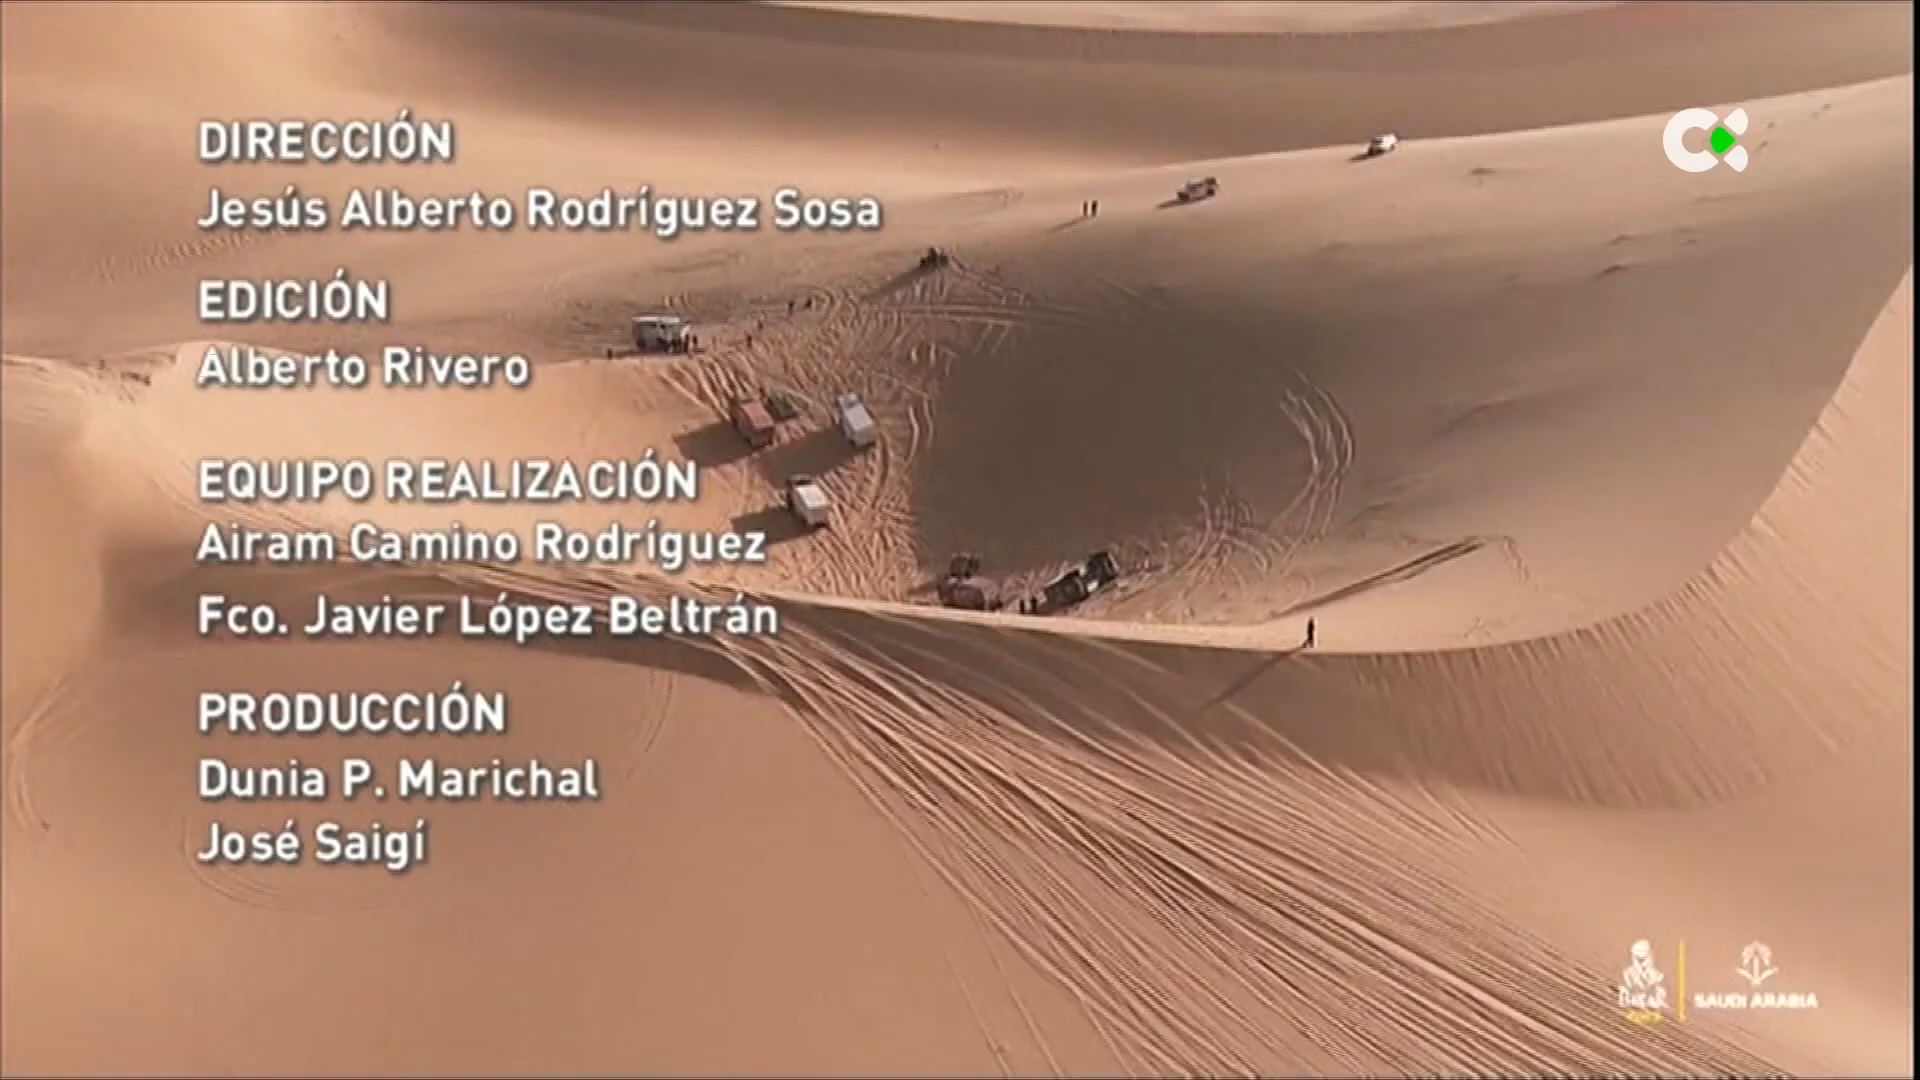 DIRECCIÓN
Jesús Alberto Rodríguez Sosa
EDICIÓN
Alberto Rivero
EQUIPO REALIZACIÓN
Airam Camino Rodríguez
Fco. Javier López Beltrán
PRODUCCIÓN
Dunia P. Marichal
José Saigí
DAKAR
SAUDI ARABIA